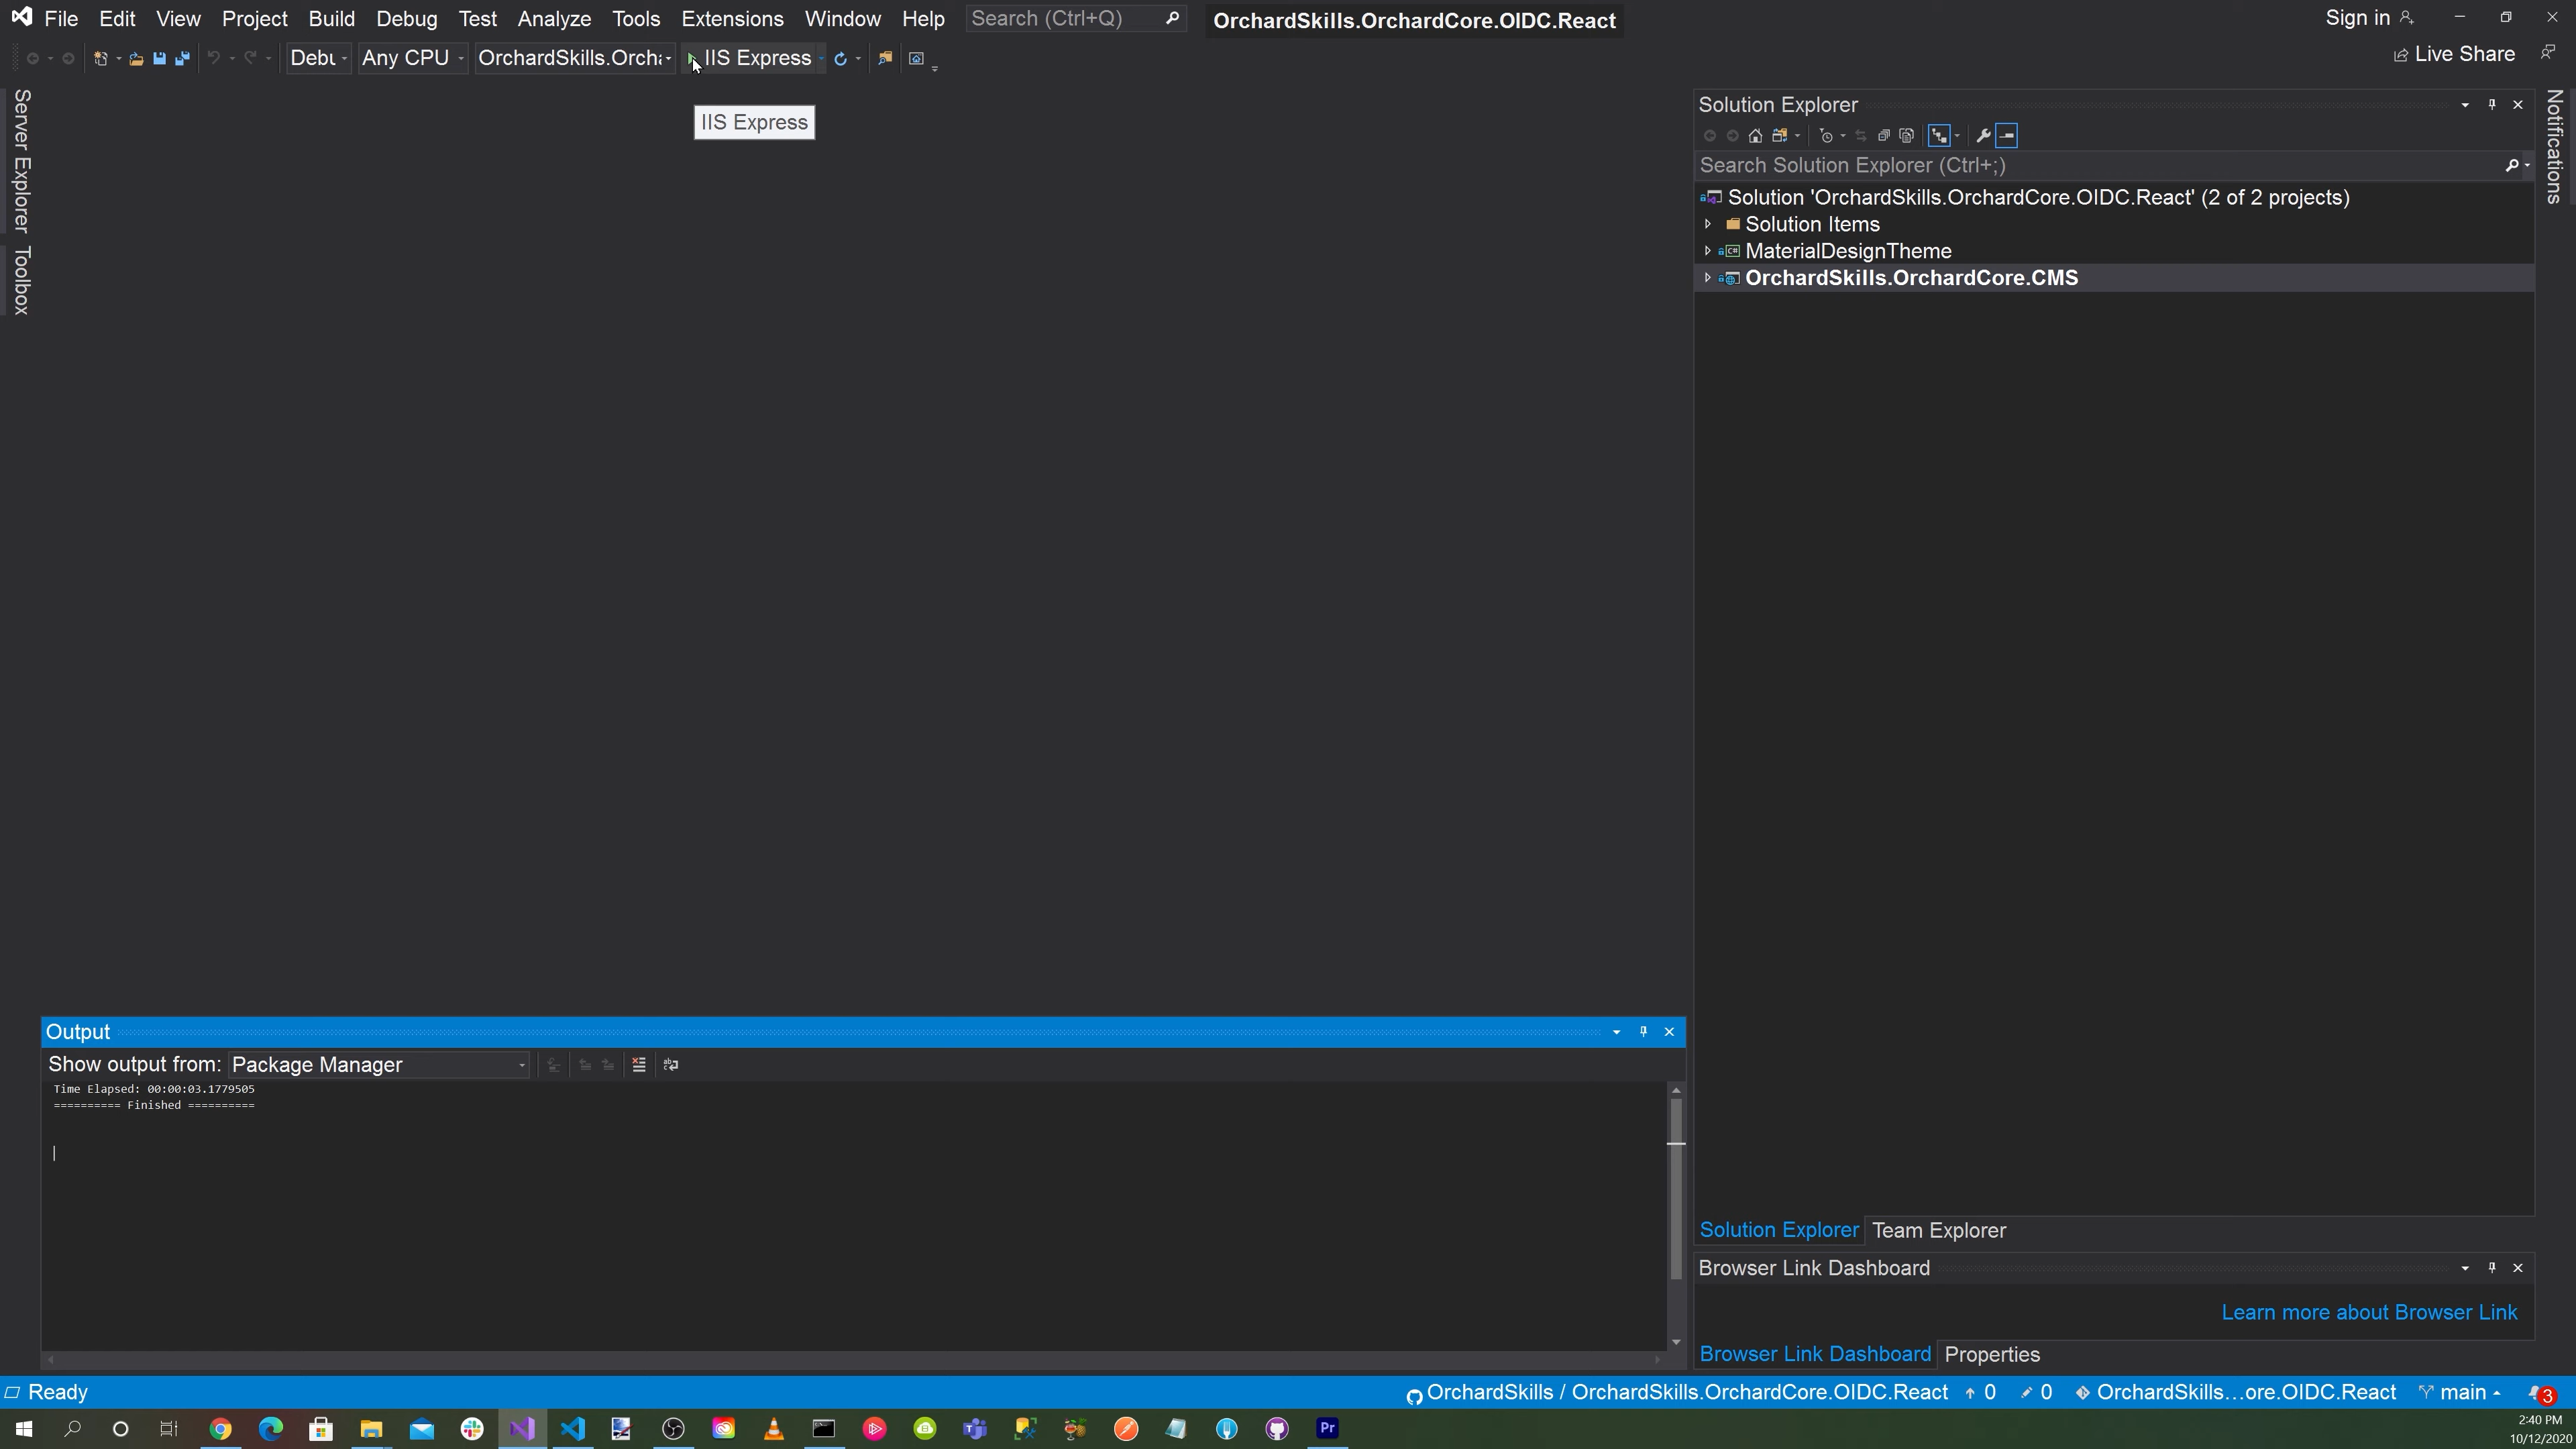 File Edit View Project Build Debug Test Analyze Tools Extensions Window Help Search (Ctrl+Q) OrchardSkills.OrchardCore.OIDC.React Sign in
Debu Any CPU OrchardSkills.Orch IIS Express Live Share
IIS Express
Server Explorer
Toolbox
Solution Explorer
Search Solution Explorer (Ctrl+;)
Solution 'OrchardSkills.OrchardCore.OIDC.React' (2 of 2 projects)
Solution Items
MaterialDesignTheme
OrchardSkills.OrchardCore.CMS
Notifications
Output
Show output from: Package Manager
Time Elapsed: 00:00:03.1779505
========== Finished ==========
Solution Explorer Team Explorer
Browser Link Dashboard
Learn more about Browser Link
Browser Link Dashboard Properties
Ready OrchardSkills / OrchardSkills.OrchardCore.OIDC.React 0 0 OrchardSkills...ore.OIDC.React main 3
Pr
2:40 PM
10/12/2020